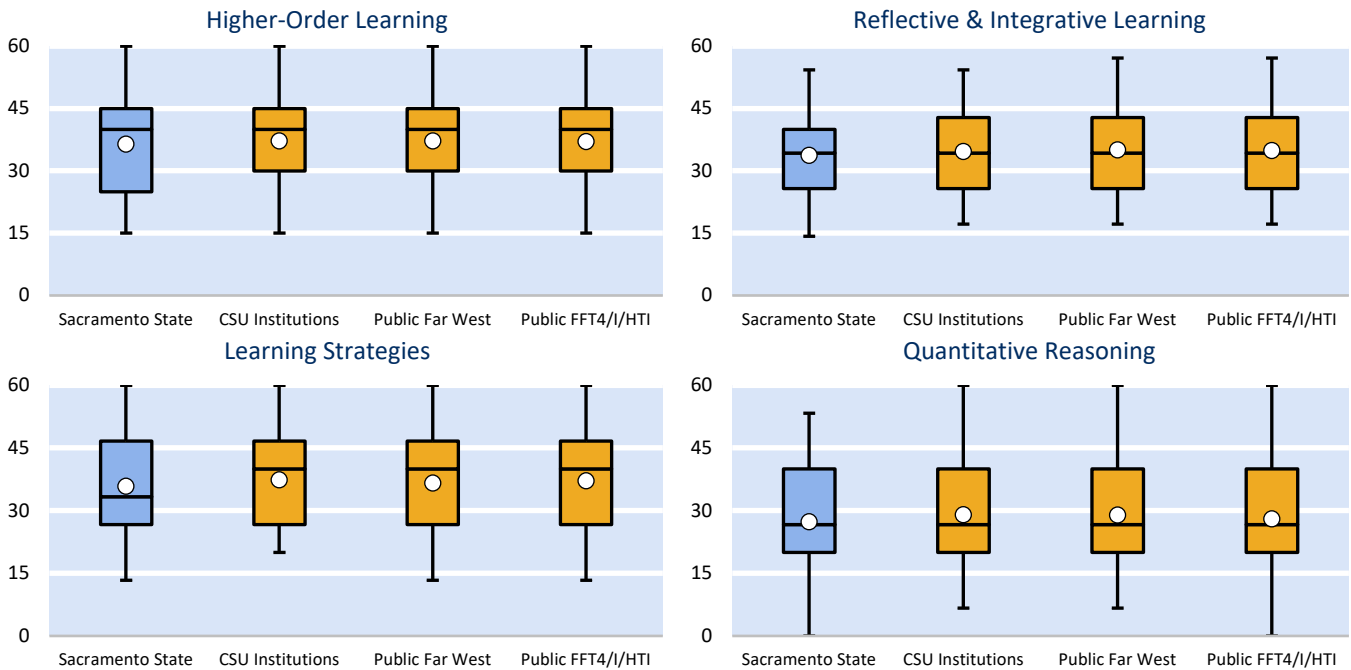 Higher-Order Learning
60
45
30
15
0
Sacramento State CSU Institutions Public Far West Public FFT4/I/HTI
Reflective & Integrative Learning
60
45
30
15
0
Sacramento State CSU Institutions Public Far West Public FFT4/I/HTI
Learning Strategies
60
45
30
15
0
Sacramento State CSU Institutions Public Far West Public FFT4/I/HTI
Quantitative Reasoning
60
45
30
15
0
Sacramento State CSU Institutions Public Far West Public FFT4/I/HTI